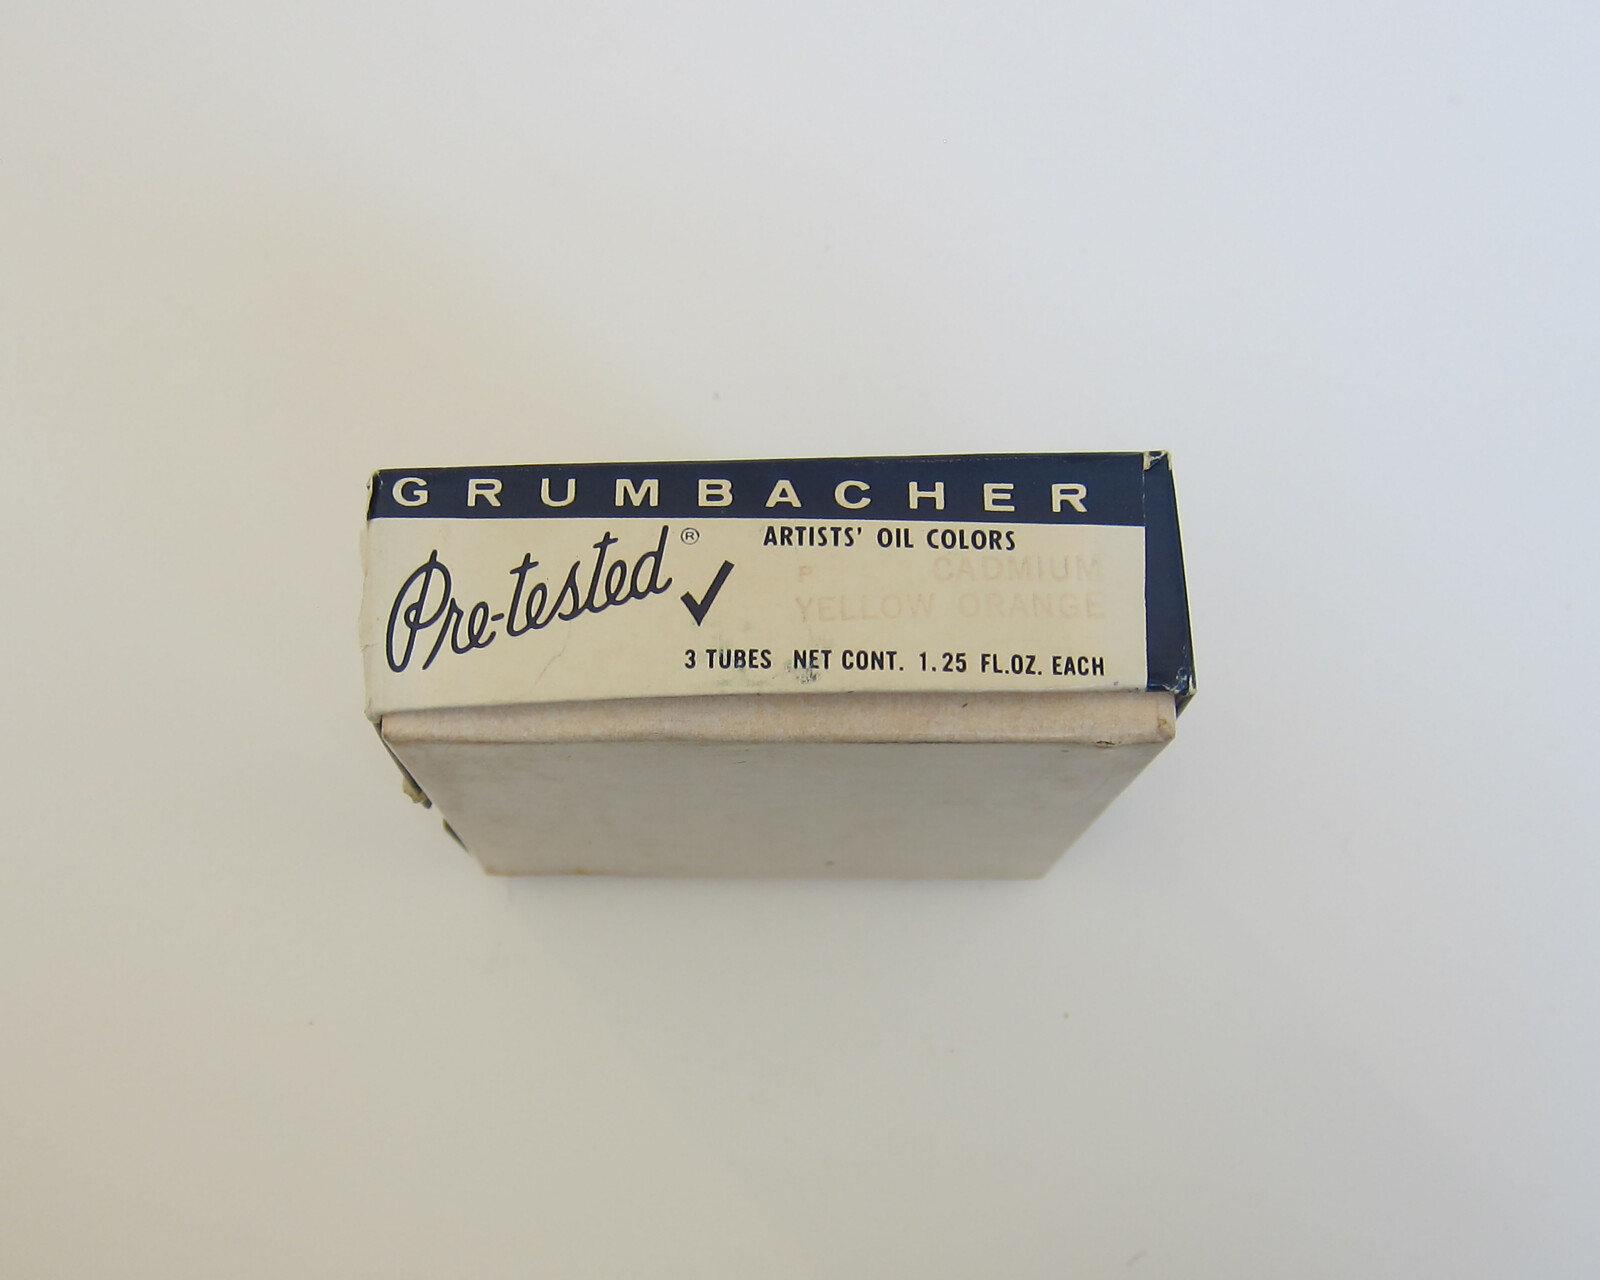 GRUMBACHER
Pre-tested® ✓
ARTISTS' OIL COLORS
P CADMIUM
YELLOW ORANGE
3 TUBES NET CONT. 1.25 FL.OZ. EACH